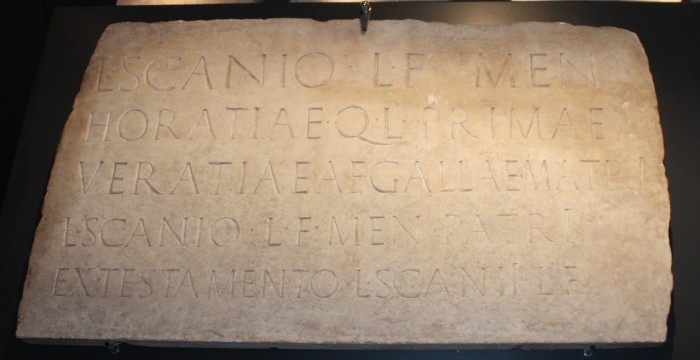 L·SCANIO · L·F · MEN
HORATIAE·Q·L·PRIMAE
VERATIAE·A·F·GALLAE·MATRI
L·SCANIO · L·F·MEN·PATRI
EX·TESTAMENTO·L·SCANII·L·F